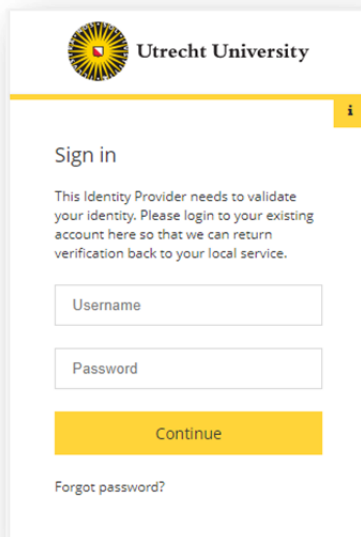 Utrecht University
i
Sign in
This Identity Provider needs to validate
your identity. Please login to your existing
account here so that we can return
verification back to your local service.
Username
Password
Continue
Forgot password?